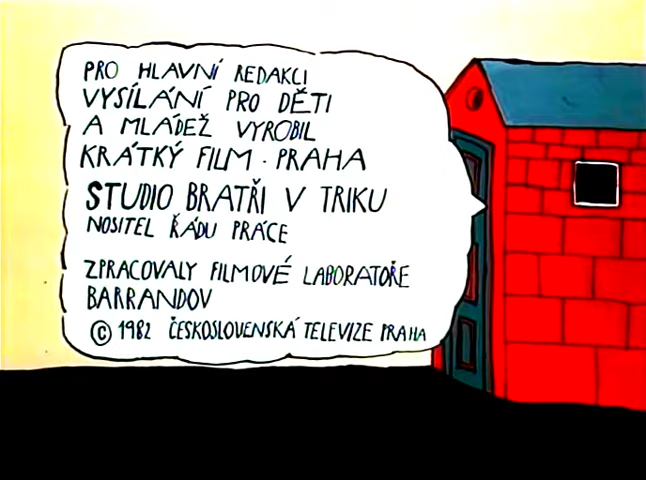 PRO HLAVNÍ REDAKCI
VYSÍLÁNÍ PRO DĚTI
A MLÁDEŽ VYROBIL
KRÁTKÝ FILM · PRAHA
STUDIO BRATŘI V TRIKU
NOSITEL ŘÁDU PRÁCE
ZPRACOVALY FILMOVÉ LABORATOŘE
BARRANDOV
© 1982 ČESKOSLOVENSKÁ TELEVIZE PRAHA